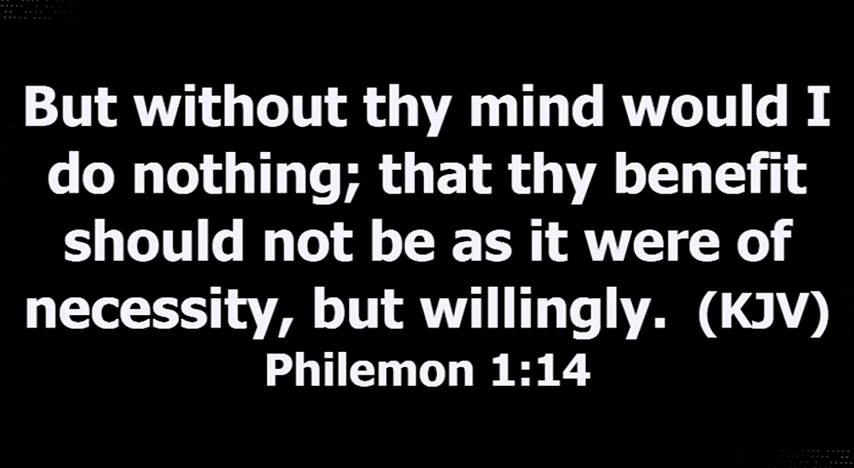 But without thy mind would I
do nothing; that thy benefit
should not be as it were of
necessity, but willingly. (KJV)
Philemon 1:14